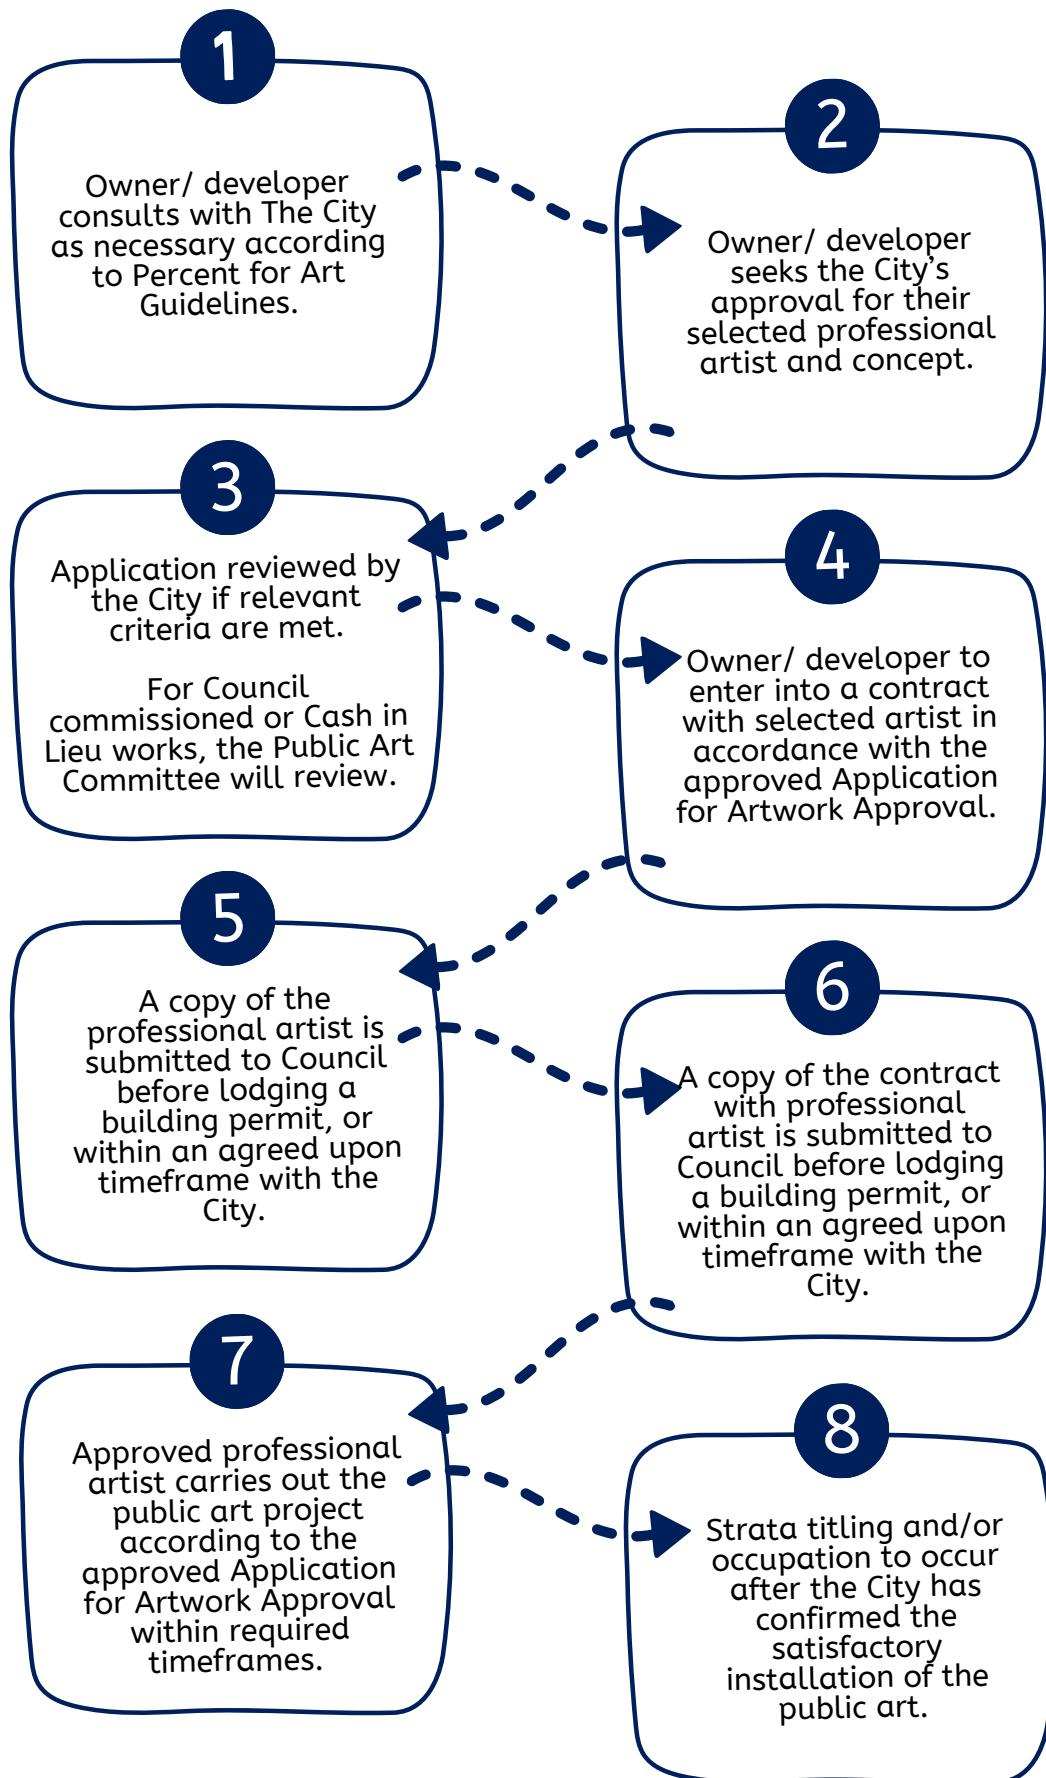 1
Owner/ developer
consults with The City
as necessary according
to Percent for Art
Guidelines.
2
Owner/ developer
seeks the City's
approval for their
selected professional
artist and concept.
3
Application reviewed by
the City if relevant
criteria are met.
For Council
commissioned or Cash in
Lieu works, the Public Art
Committee will review.
4
Owner/ developer to
enter into a contract
with selected artist in
accordance with the
approved Application
for Artwork Approval.
5
A copy of the
professional artist is
submitted to Council
before lodging a
building permit, or
within an agreed upon
timeframe with the
City.
6
A copy of the contract
with professional
artist is submitted to
Council before lodging
a building permit, or
within an agreed upon
timeframe with the
City.
7
Approved professional
artist carries out the
public art project
according to the
approved Application
for Artwork Approval
within required
timeframes.
8
Strata titling and/or
occupation to occur
after the City has
confirmed the
satisfactory
installation of the
public art.